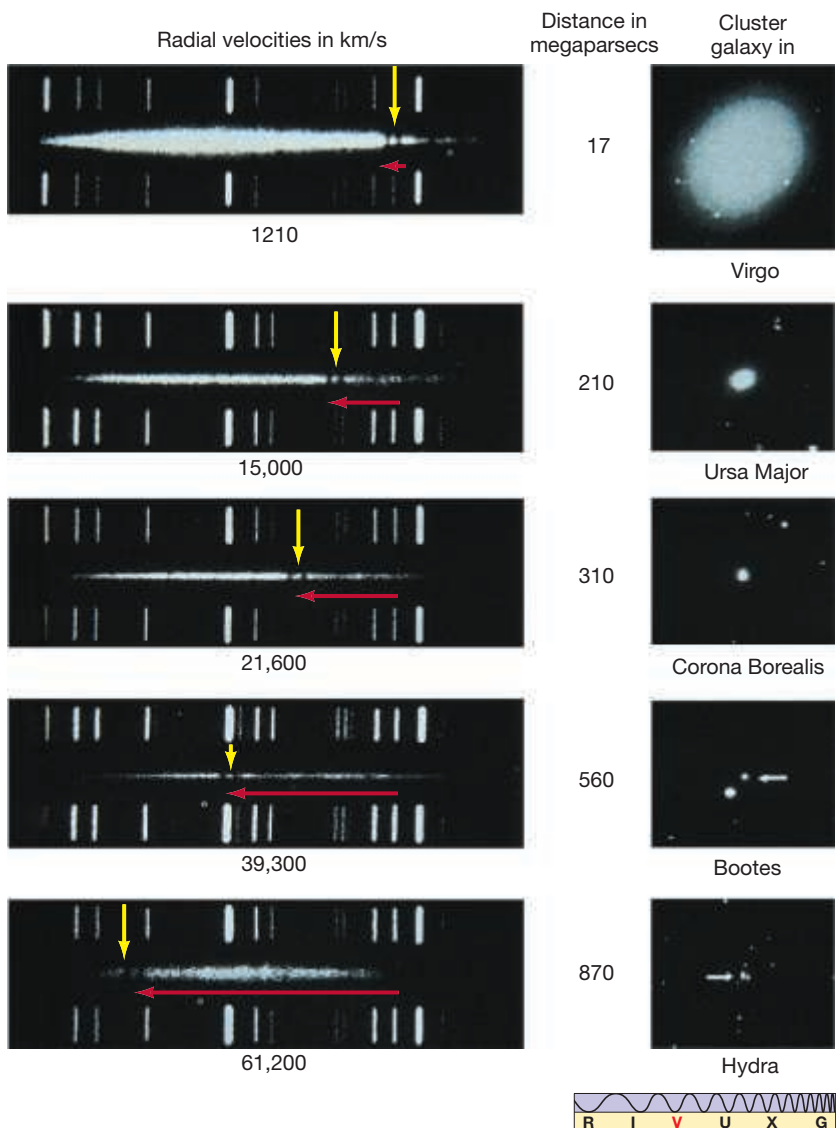 Radial velocities in km/s
Distance in
megaparsecs
Cluster
galaxy in
1210
17
Virgo
15,000
210
Ursa Major
21,600
310
Corona Borealis
39,300
560
Bootes
61,200
870
Hydra
R I V U X G